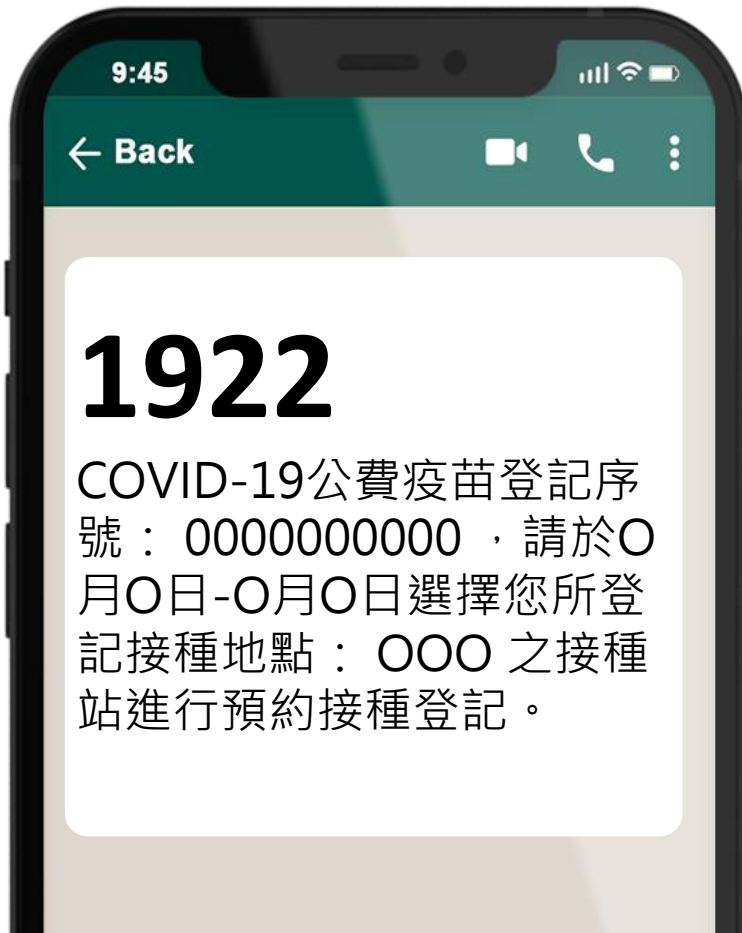 9:45
← Back
1922
COVID-19公費疫苗登記序
號： 0000000000 ，請於O
月O日-O月O日選擇您所登
記接種地點： OOO 之接種
站進行預約接種登記。